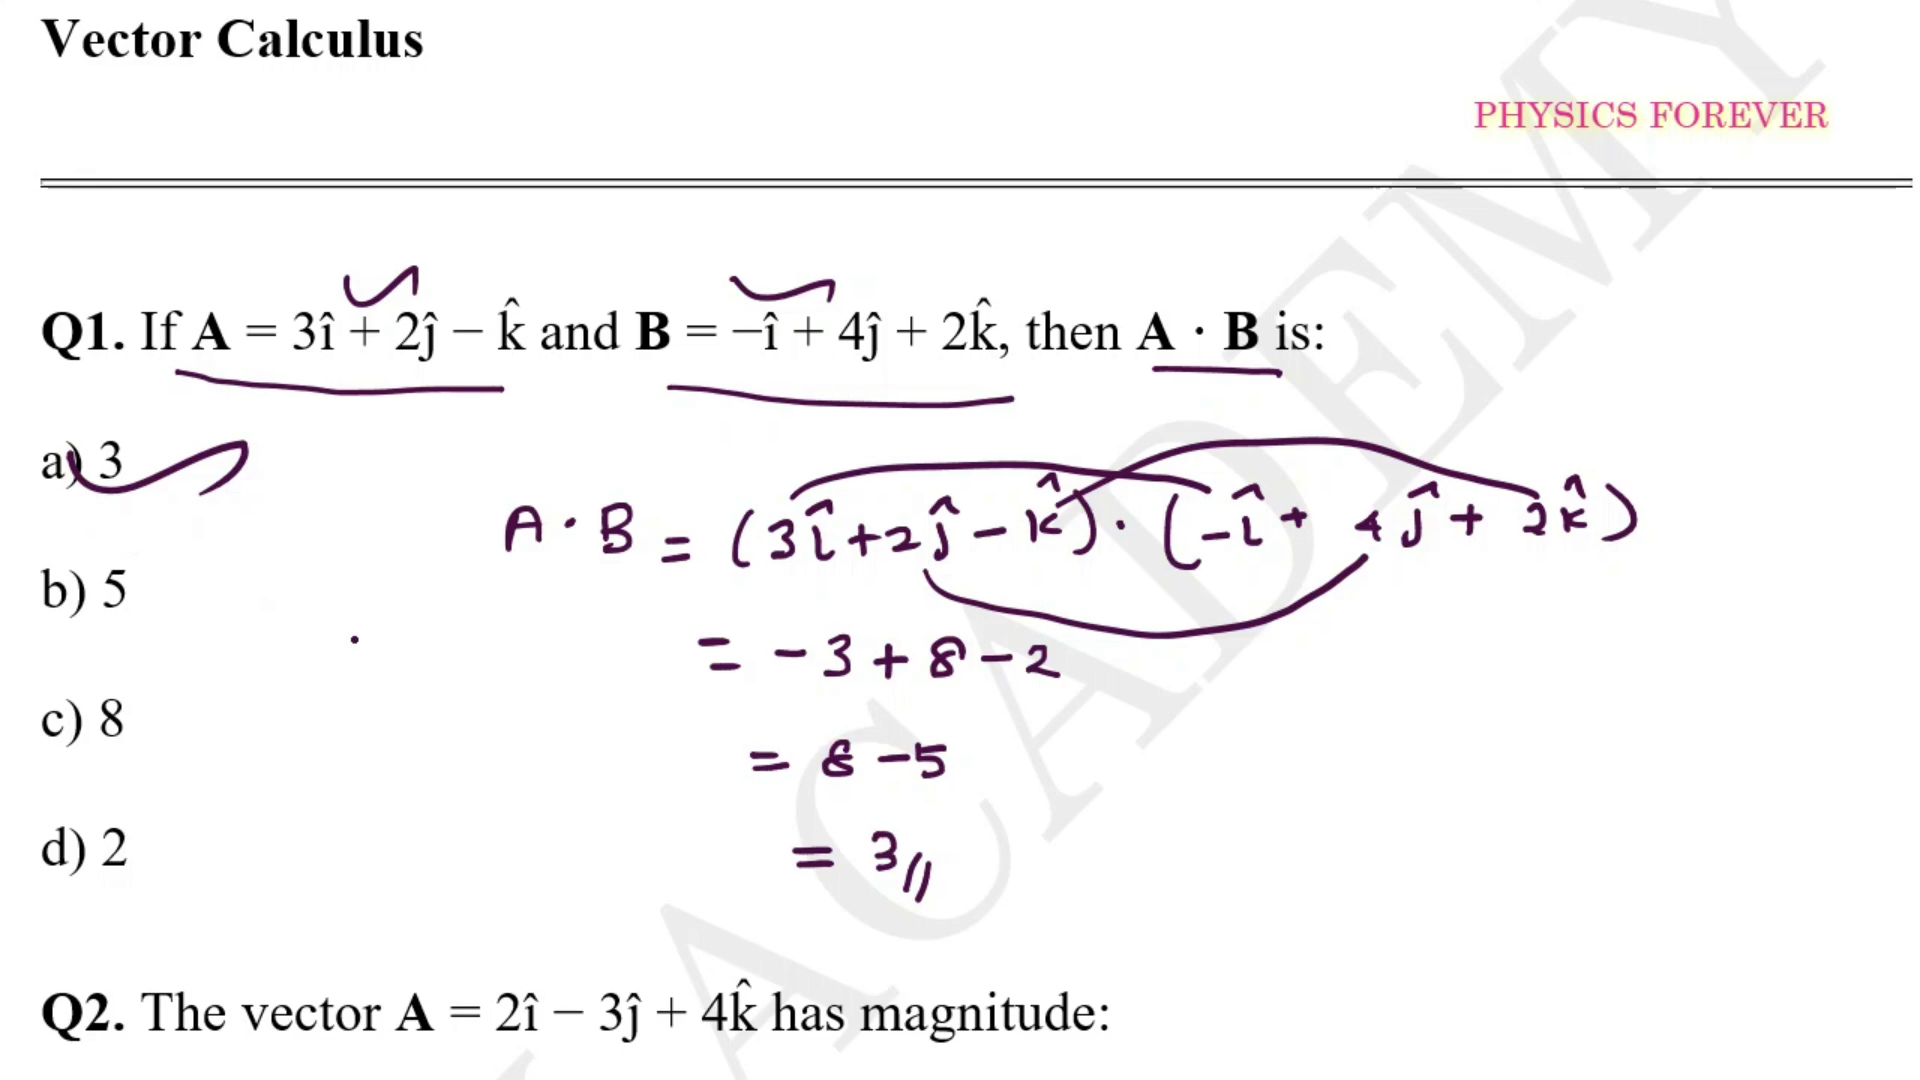 Vector Calculus
PHYSICS FOREVER
Q1. If A = 3î + 2ĵ − k̂ and B = −î + 4ĵ + 2k̂, then A · B is:
a) 3
A · B = (3î + 2ĵ − k̂) · (−î + 4ĵ + 2k̂)
b) 5
= −3 + 8 − 2
c) 8
= 8 − 5
d) 2
= 3 //
Q2. The vector A = 2î − 3ĵ + 4k̂ has magnitude:
ACADEMY